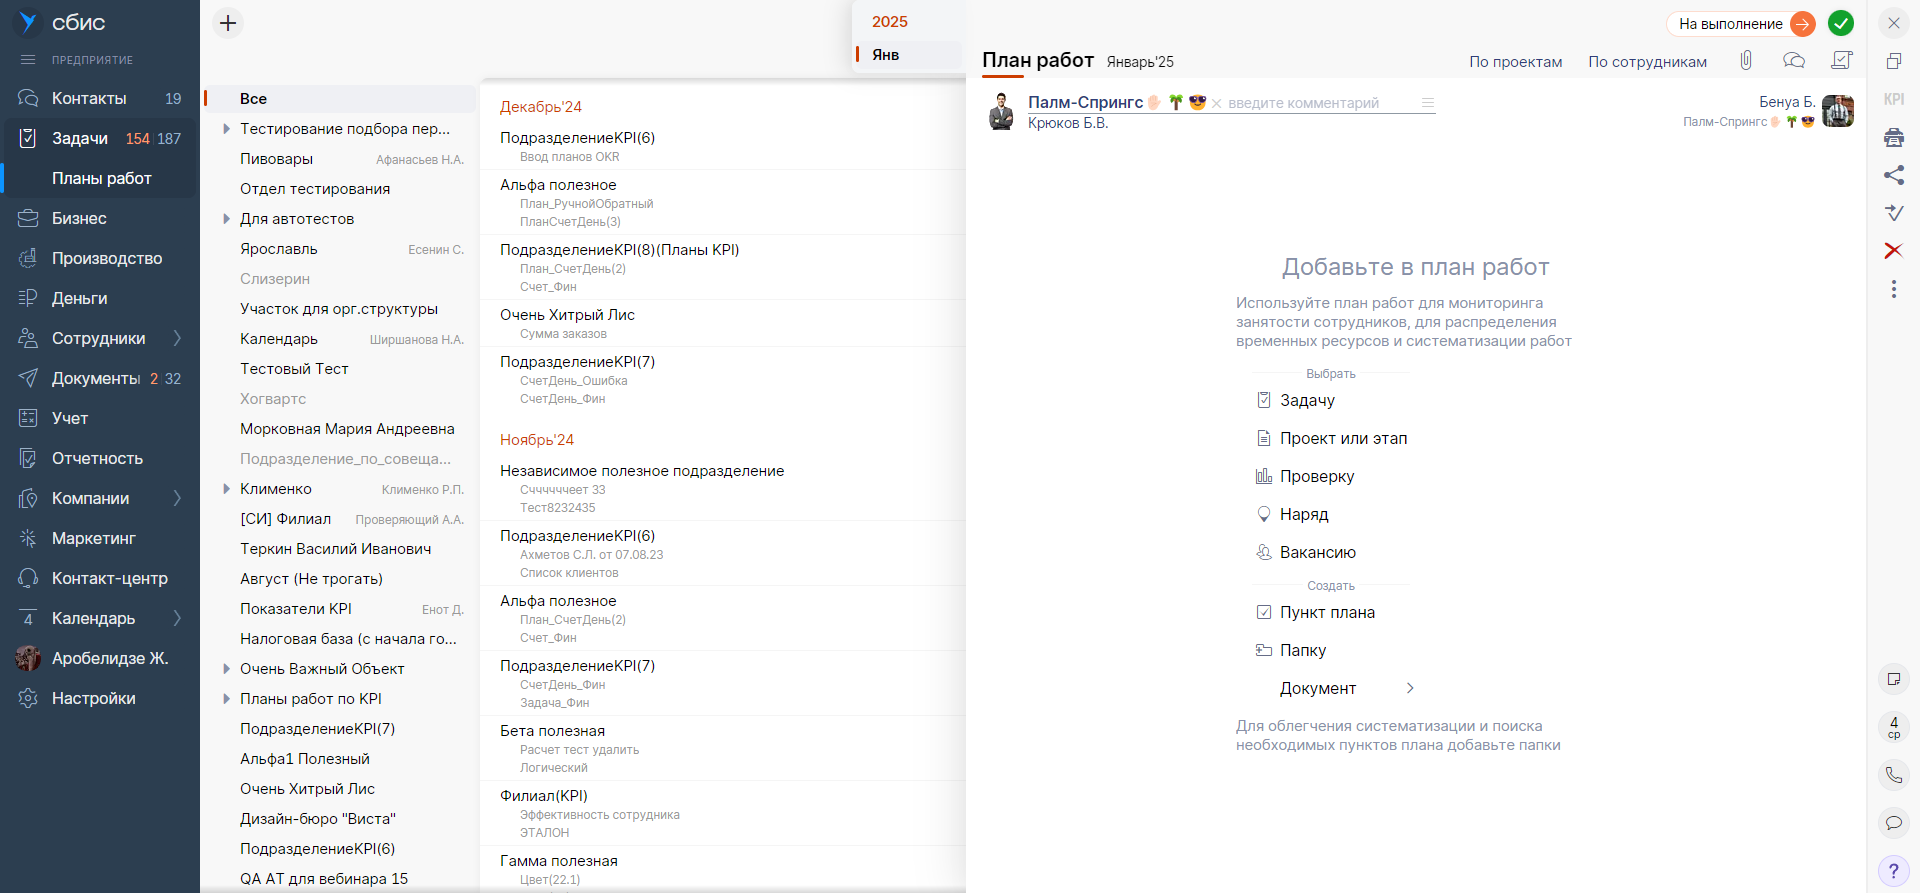 сбис
ПРЕДПРИЯТИЕ
Контакты 19
Задачи 154 187
Планы работ
Бизнес
Производство
Деньги
Сотрудники
Документы 2 32
Учет
Отчетность
Компании
Маркетинг
Контакт-центр
4 Календарь
Аробелидзе Ж.
Настройки
Все
Тестирование подбора пер...
Пивовары Афанасьев Н.А.
Отдел тестирования
Для автотестов
Ярославль Есенин С.
Слизерин
Участок для орг.структуры
Календарь Ширшанова Н.А.
Тестовый Тест
Хогвартс
Морковная Мария Андреевна
Подразделение_по_совеща...
Клименко Клименко Р.П.
[СИ] Филиал Проверяющий А.А.
Теркин Василий Иванович
Август (Не трогать)
Показатели KPI Енот Д.
Налоговая база (с начала го...
Очень Важный Объект
Планы работ по KPI
ПодразделениеKPI(7)
Альфа1 Полезный
Очень Хитрый Лис
Дизайн-бюро "Виста"
ПодразделениеKPI(6)
QA АТ для вебинара 15
2025
Янв
Декабрь'24
ПодразделениеKPI(6)
Ввод планов OKR
Альфа полезное
План_РучнойОбратный
ПланСчетДень(3)
ПодразделениеKPI(8)(Планы KPI)
План_СчетДень(2)
Счет_Фин
Очень Хитрый Лис
Сумма заказов
ПодразделениеKPI(7)
СчетДень_Ошибка
СчетДень_Фин
Ноябрь'24
Независимое полезное подразделение
Сччччччеет 33
Тест8232435
ПодразделениеKPI(6)
Ахметов С.Л. от 07.08.23
Список клиентов
Альфа полезное
План_СчетДень(2)
Счет_Фин
ПодразделениеKPI(7)
СчетДень_Фин
Задача_Фин
Бета полезная
Расчет тест удалить
Логический
Филиал(KPI)
Эффективность сотрудника
ЭТАЛОН
Гамма полезная
Цвет(22.1)
На выполнение
План работ Январь'25
По проектам По сотрудникам
Палм-Спрингс✋🏻 🌴 😎 введите комментарий
Крюков Б.В.
Бенуа Б.
Палм-Спрингс✋🏻 🌴 😎
Добавьте в план работ
Используйте план работ для мониторинга
занятости сотрудников, для распределения
временных ресурсов и систематизации работ
Выбрать
Задачу
Проект или этап
Проверку
Наряд
Вакансию
Создать
Пункт плана
Папку
Документ
Для облегчения систематизации и поиска
необходимых пунктов плана добавьте папки
KPI
4
ср
?